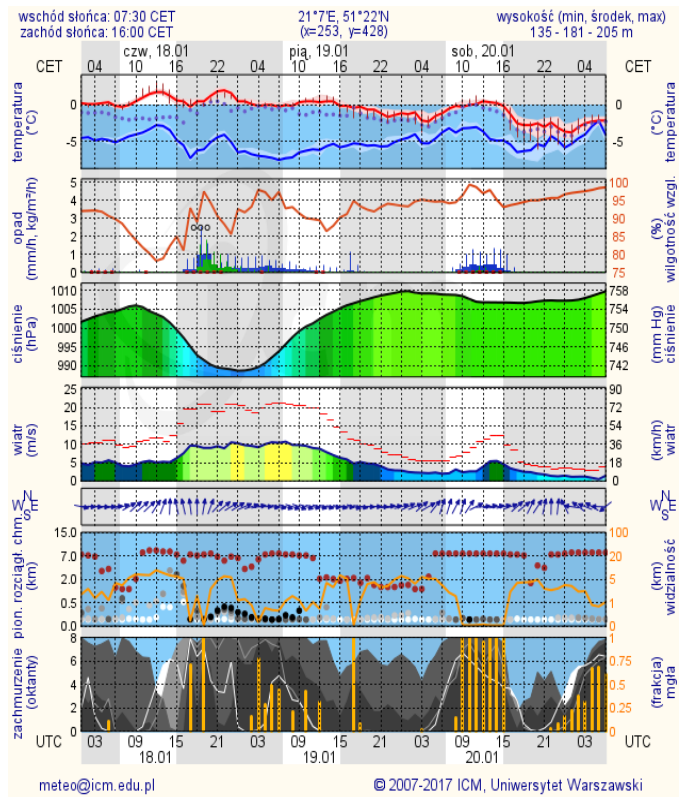 wschód słońca: 07:30 CET 21°7'E, 51°22'N wysokość (min, środek, max)
zachód słońca: 16:00 CET (x=253, y=428) 135 - 181 - 205 m
czw, 18.01 pią, 19.01 sob, 20.01
CET 04 10 16 22 04 10 16 22 04 10 16 22 CET
temperatura (°C)
0
-5
0
-5
temperatura (°C)
opad (mm/h, kg/m²/h)
5
4
3
2
1
0
100
95
90
85
80
75
(%) wilgotność wzgl.
ciśnienie (hPa)
1010
1005
1000
995
990
758
754
750
746
742
(mm Hg) ciśnienie
wiatr (m/s)
25
20
15
10
5
0
90
72
54
36
18
0
(km/h) wiatr
N
W E
S
N
W E
S
pion. rozciągł. chm. (km)
15.0
7.0
2.0
0.5
0.0
100
20
5
1
0
(km) widzialność
zachmurzenie (oktanty)
8
6
4
2
0
1
0.75
0.5
0.25
0
(frakcja) mgła
UTC 03 09 15 21 03 09 15 21 03 09 15 21 03 UTC
18.01 19.01 20.01
meteo@icm.edu.pl © 2007-2017 ICM, Uniwersytet Warszawski